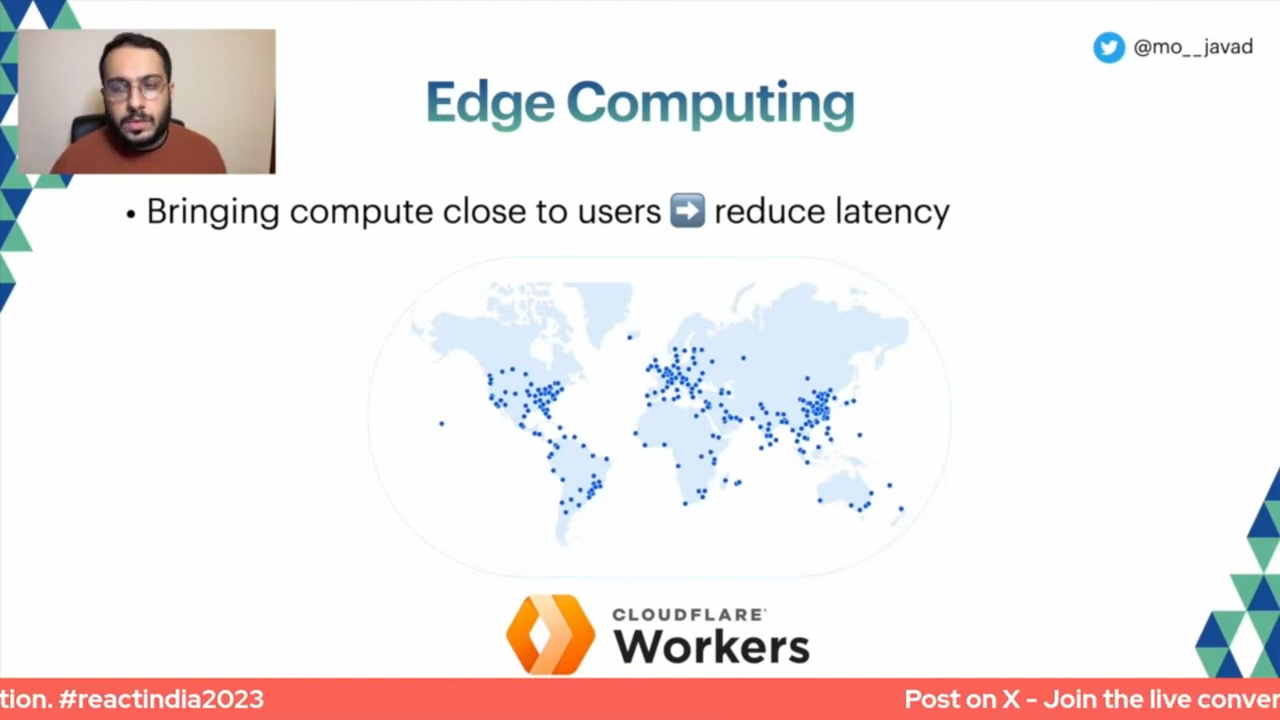 @mo__javad
Edge Computing
• Bringing compute close to users ➡️ reduce latency
CLOUDFLARE
Workers
tion. #reactindia2023
Post on X - Join the live conver